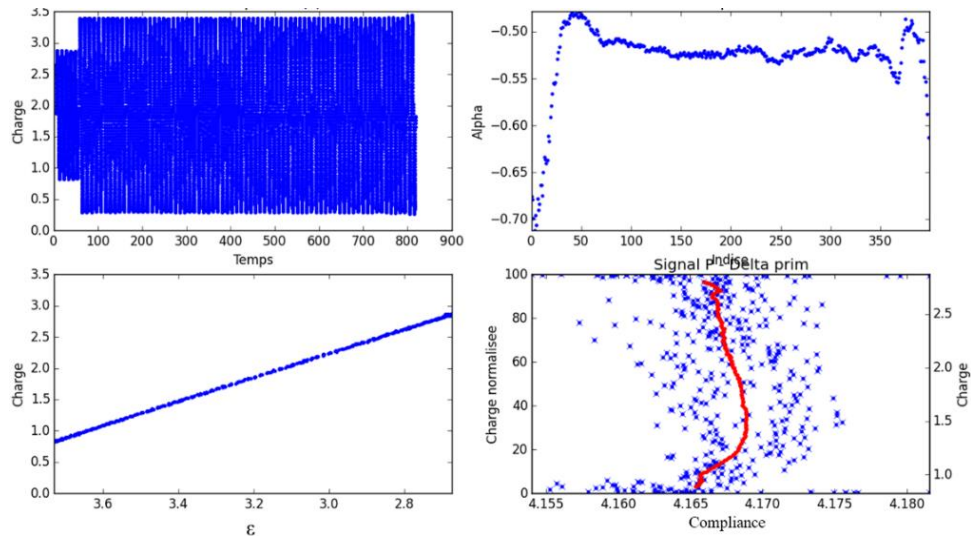 3.5
3.0
2.5
2.0
1.5
1.0
0.5
0.0
Charge
0 100 200 300 400 500 600 700 800 900
Temps
−0.50
−0.55
−0.60
−0.65
−0.70
Alpha
0 50 100 150 200 250 300 350
Indice
3.5
3.0
2.5
2.0
1.5
1.0
0.5
0.0
Charge
3.6 3.4 3.2 3.0 2.8
ε
Signal P - Delta prim
100
80
60
40
20
0
Charge normalisee
2.5
2.0
1.5
1.0
Charge
4.155 4.160 4.165 4.170 4.175 4.180
Compliance